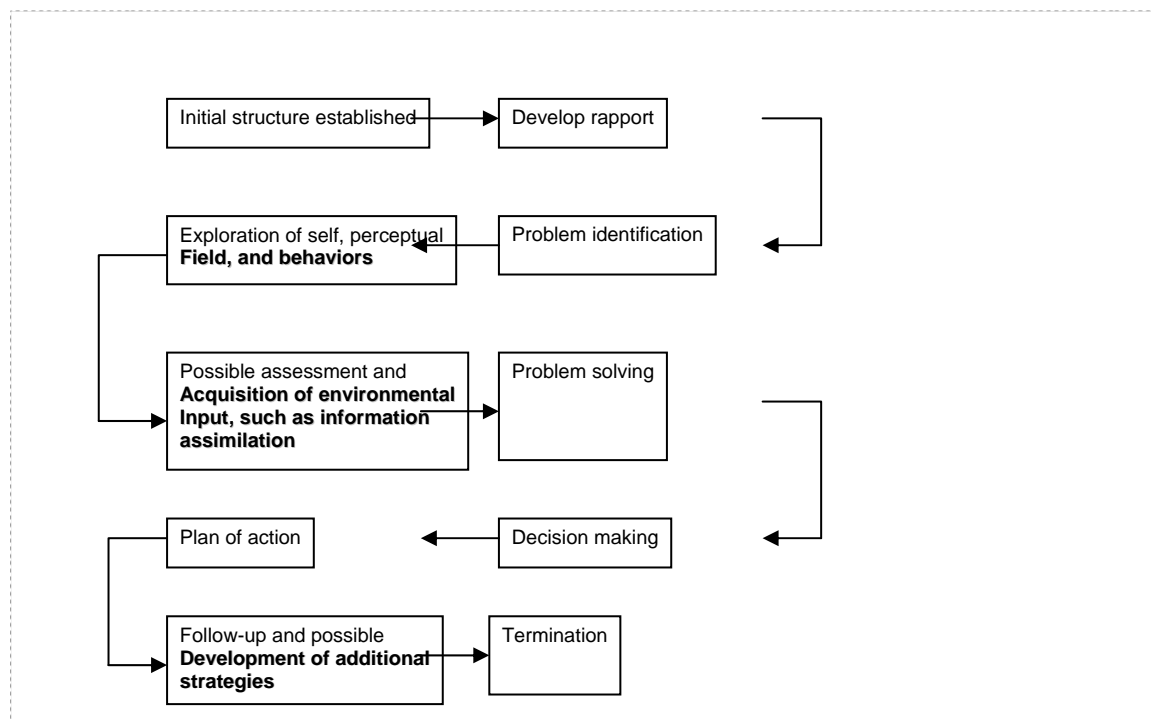 Initial structure established
Develop rapport
Exploration of self, perceptual
Field, and behaviors
Problem identification
Possible assessment and
Acquisition of environmental
Input, such as information
assimilation
Problem solving
Plan of action
Decision making
Follow-up and possible
Development of additional
strategies
Termination